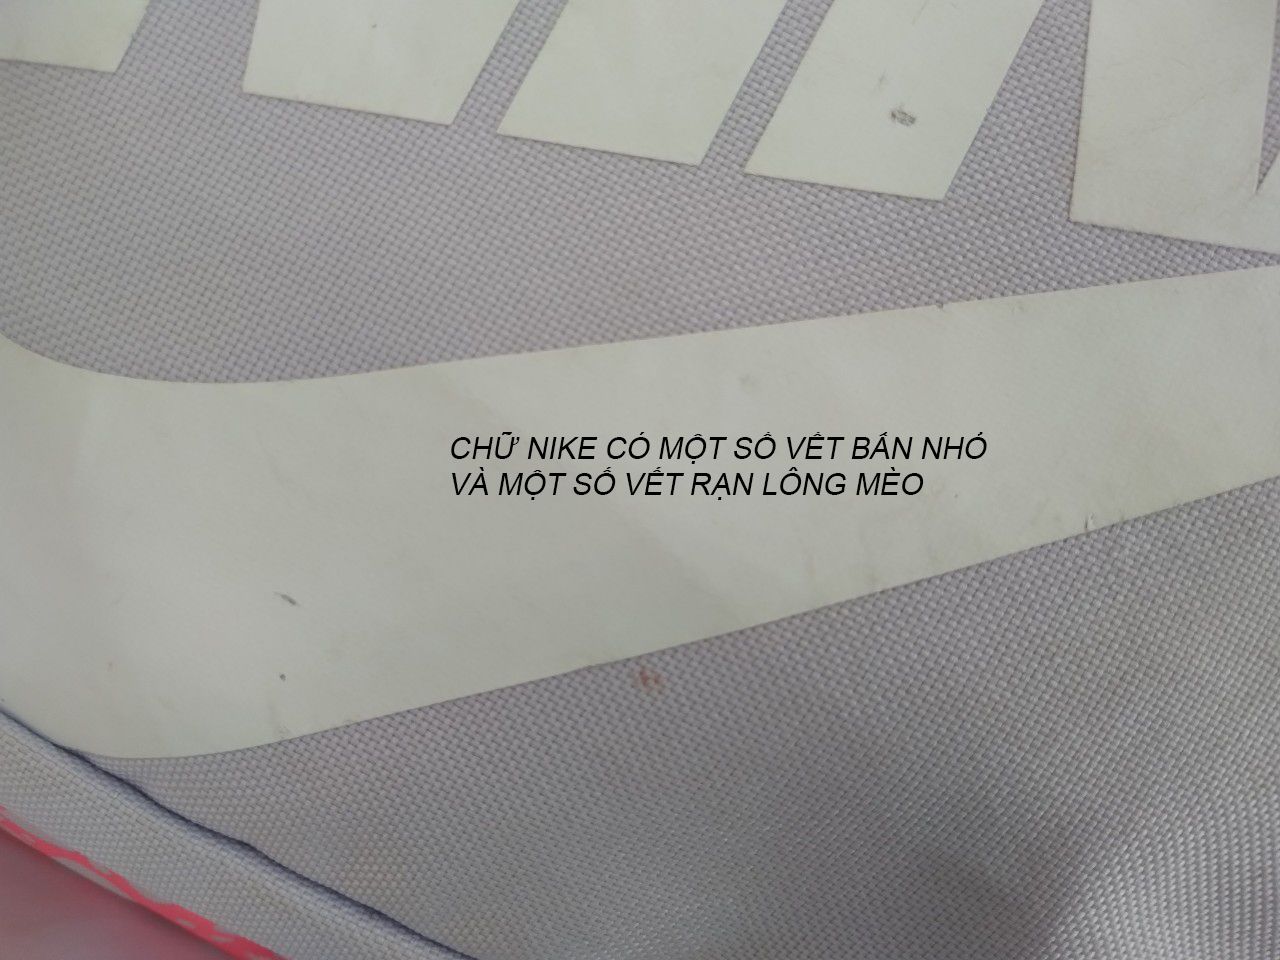 CHỮ NIKE CÓ MỘT SỐ VẾT BẨN NHỎ
VÀ MỘT SỐ VẾT RẠN LÔNG MÈO